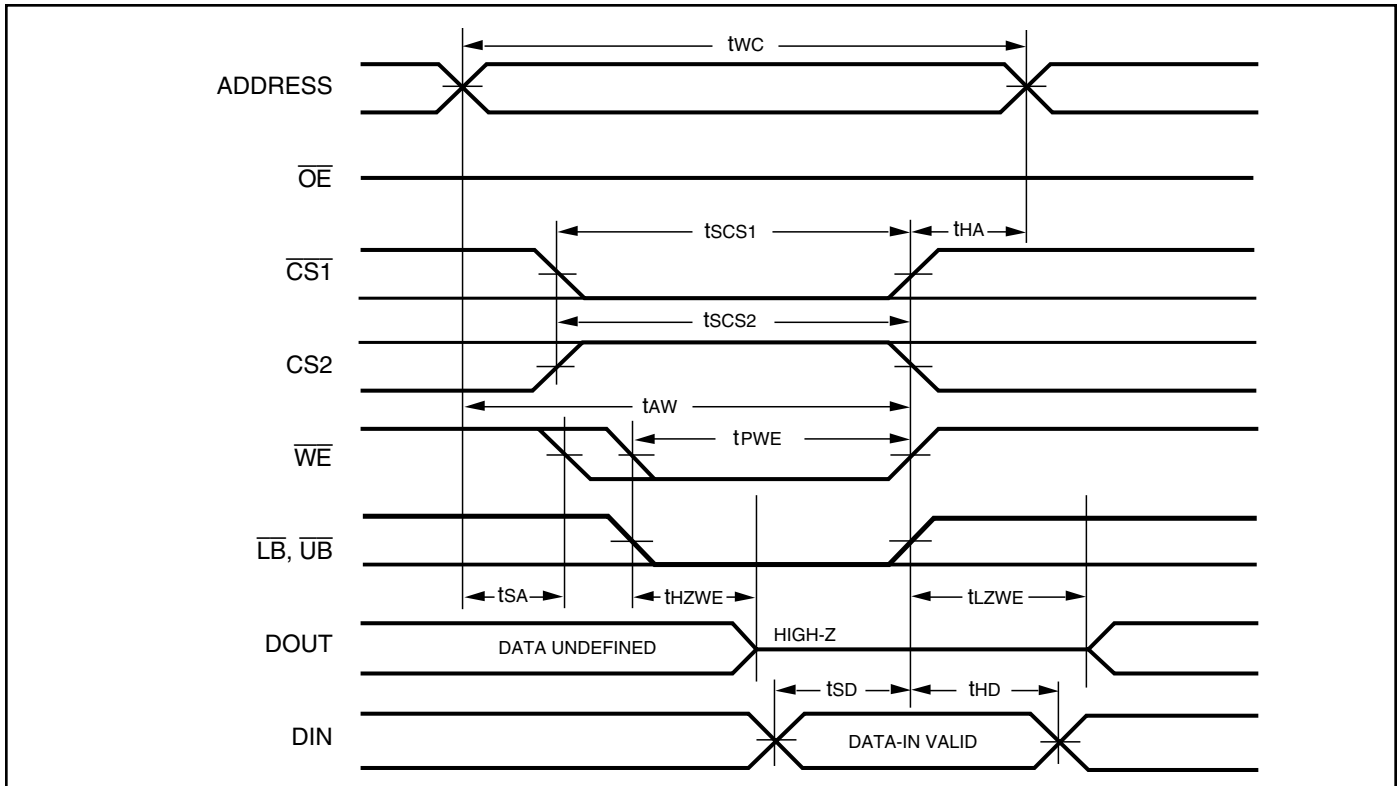 tWC
ADDRESS
OE
tSCS1
tHA
CS1
tSCS2
CS2
tAW
tPWE
WE
LB, UB
tSA
tHZWE
tLZWE
DOUT
DATA UNDEFINED
HIGH-Z
tSD
tHD
DIN
DATA-IN VALID